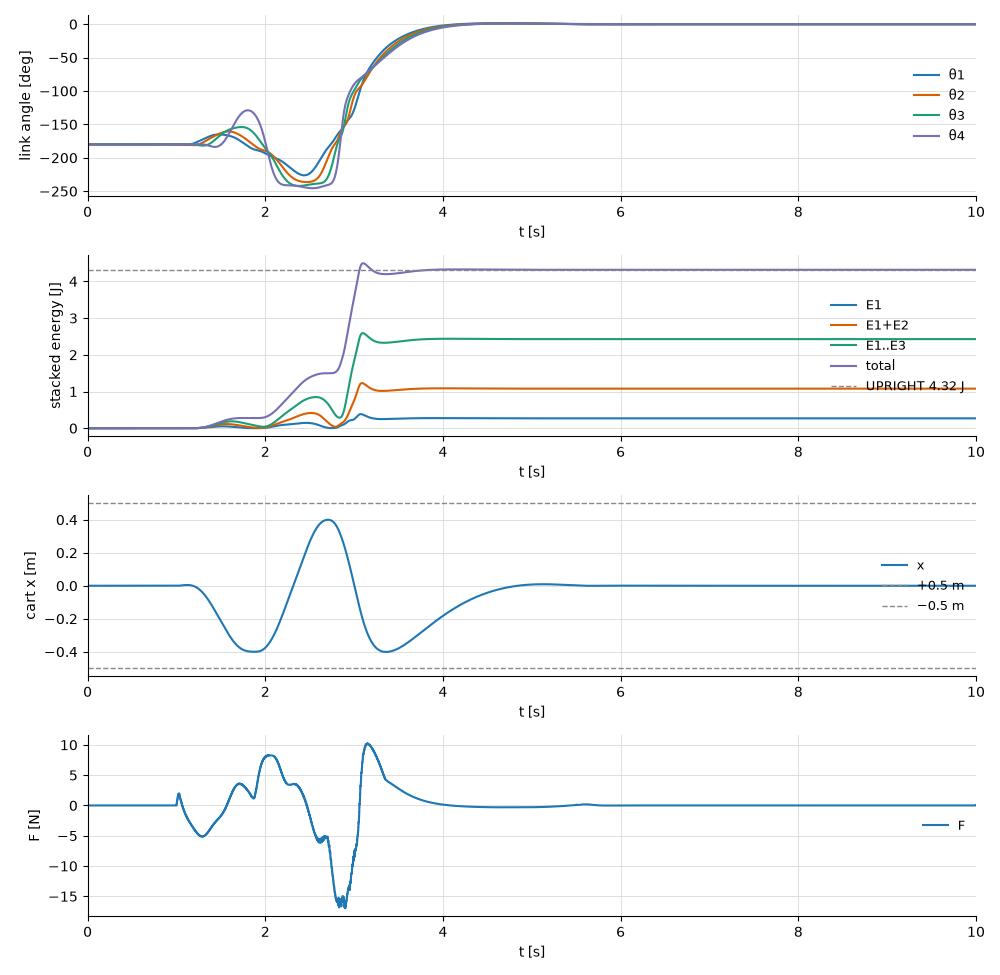 0
−50
−100
−150
−200
−250
link angle [deg]
θ1
θ2
θ3
θ4
0 2 4 6 8 10
t [s]
4
3
2
1
0
stacked energy [J]
E1
E1+E2
E1..E3
total
UPRIGHT 4.32 J
0 2 4 6 8 10
t [s]
0.4
0.2
0.0
−0.2
−0.4
cart x [m]
x
+0.5 m
−0.5 m
0 2 4 6 8 10
t [s]
10
5
0
−5
−10
−15
F [N]
F
0 2 4 6 8 10
t [s]